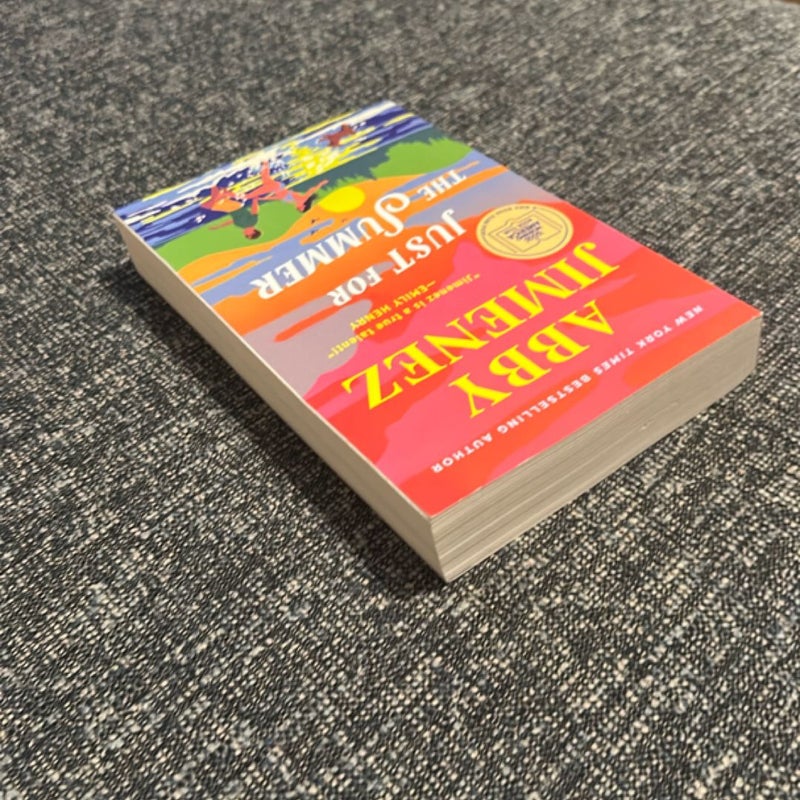 NEW YORK TIMES BESTSELLING AUTHOR
ABBY
JIMENEZ
"Jimenez is a true talent!"
—EMILY HENRY
JUST FOR
THE SUMMER